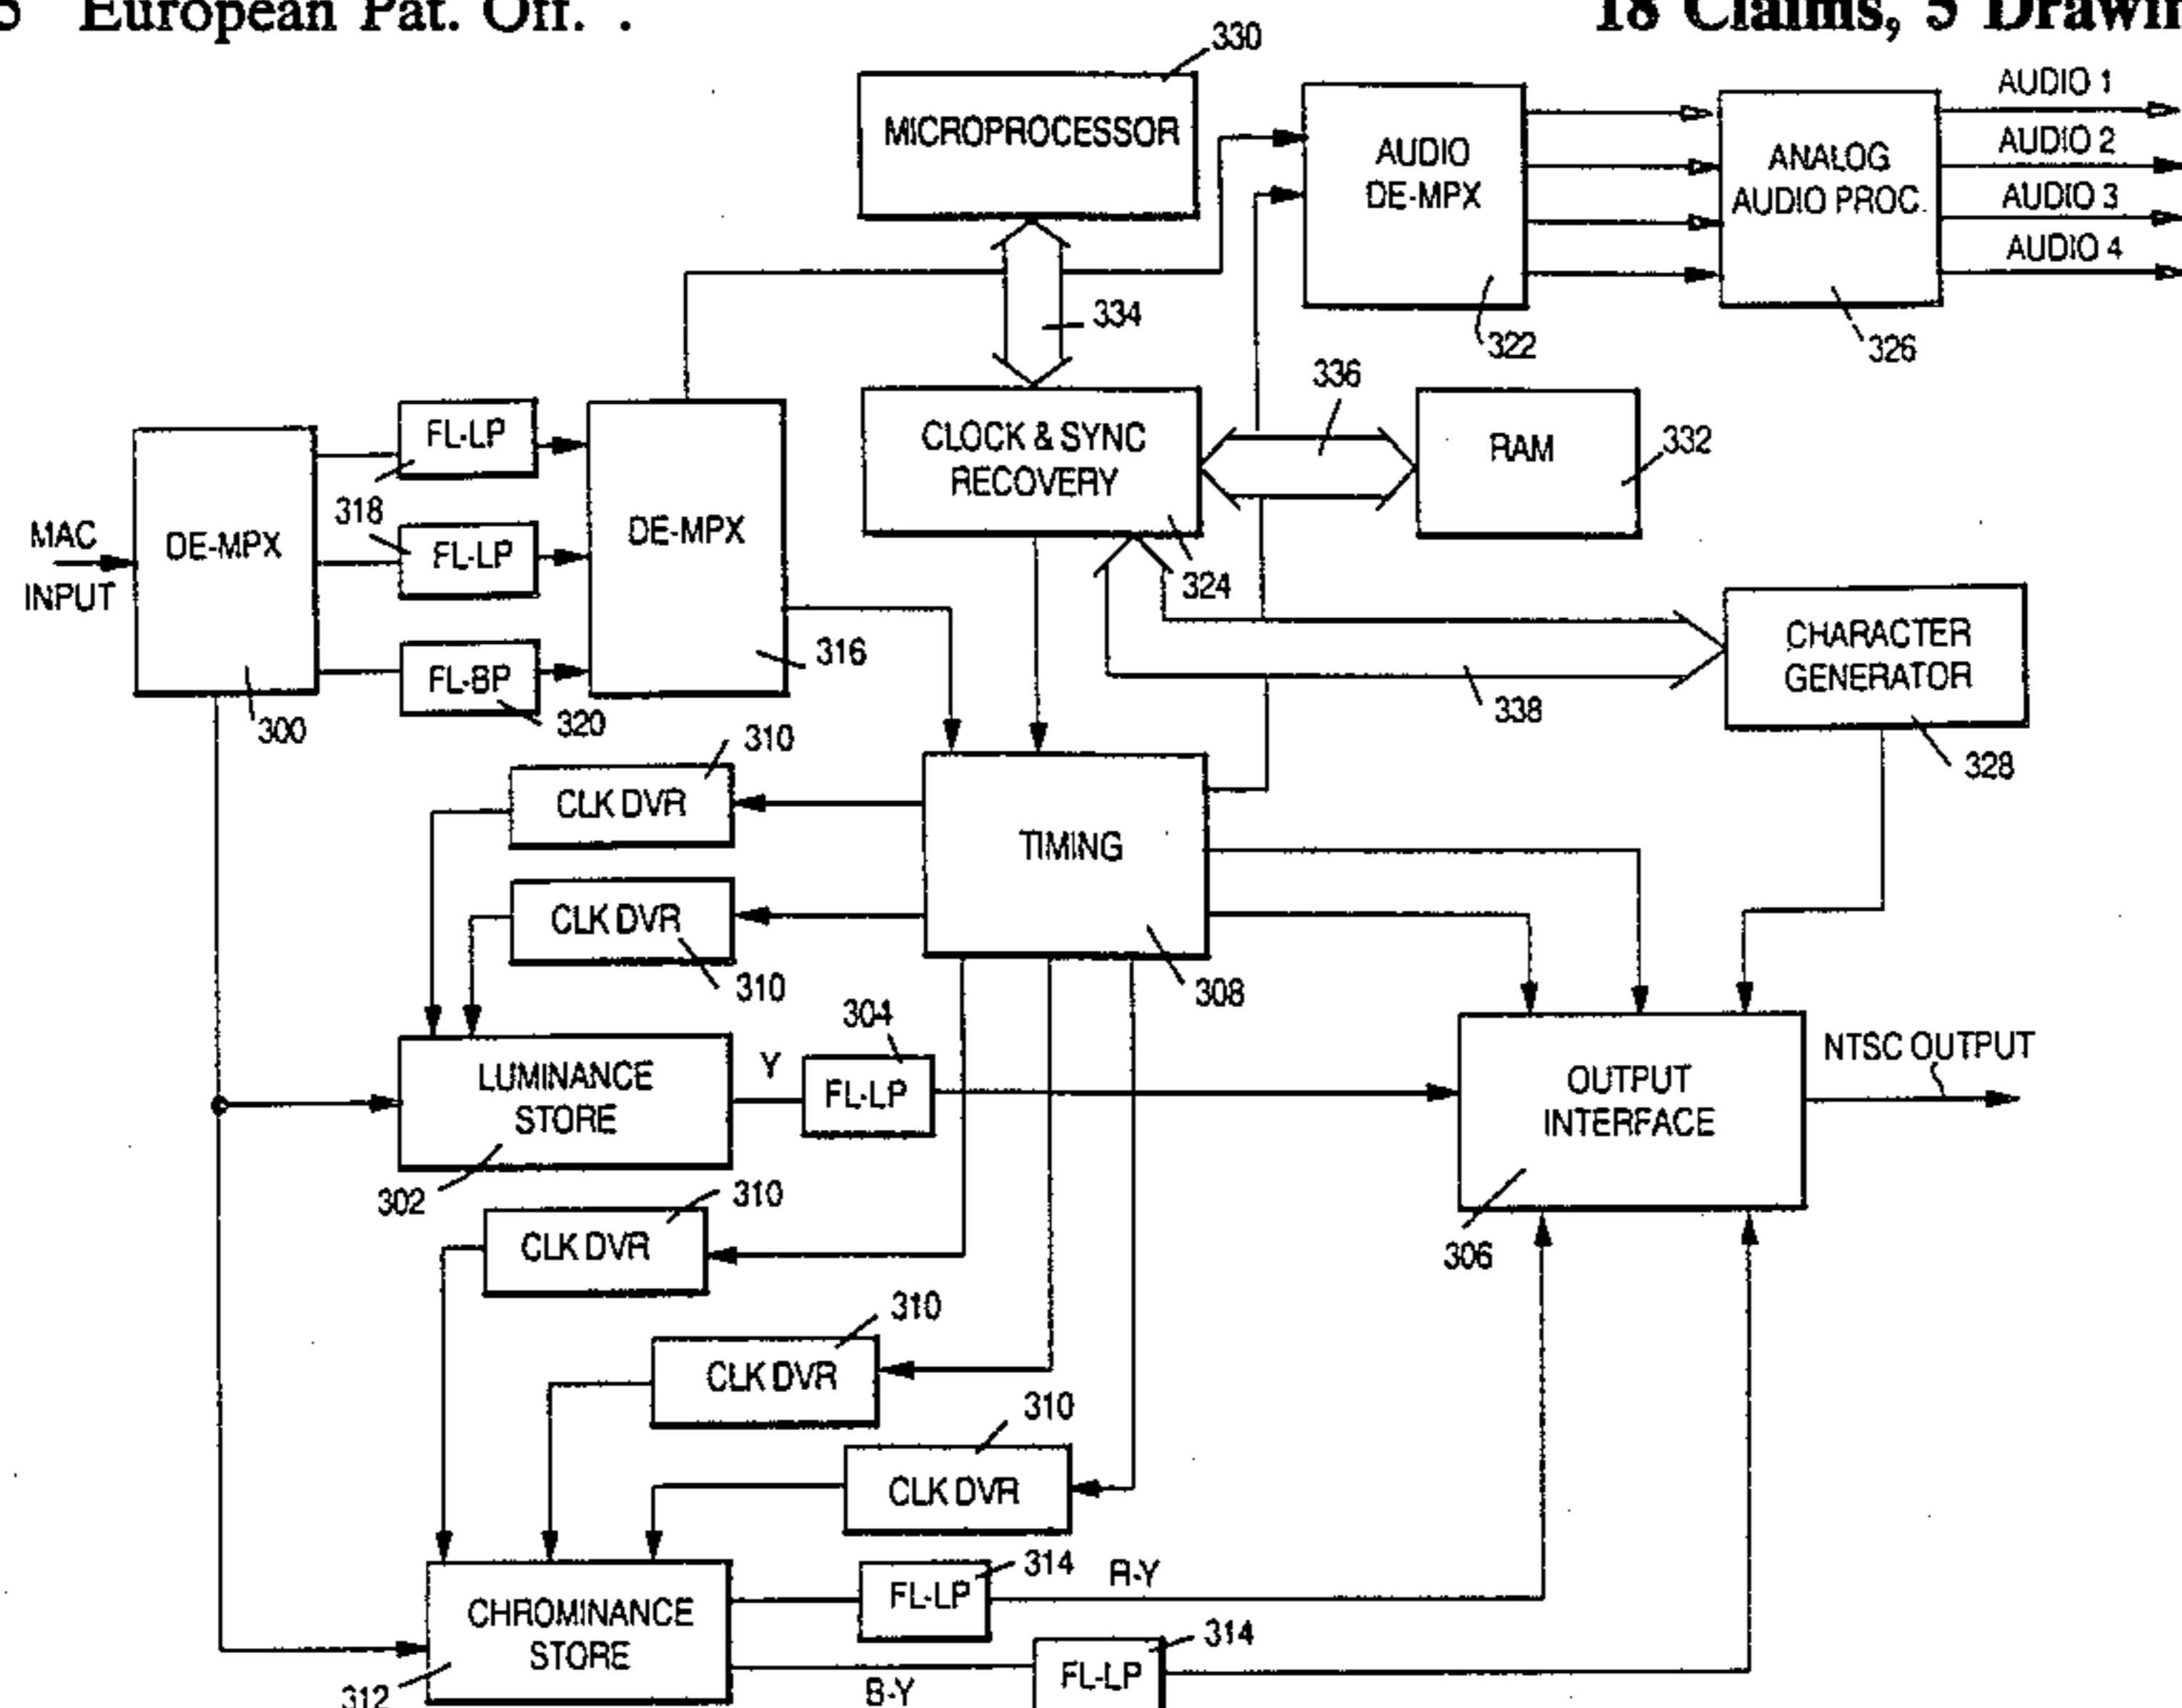 5 European Pat. Off. .
18 Claims, 5 Drawin
330
MICROPROCESSOR
AUDIO
DE-MPX
ANALOG
AUDIO PROC.
AUDIO 1
AUDIO 2
AUDIO 3
AUDIO 4
334
322
326
336
FL-LP
318
FL-LP
FL-BP
320
MAC
INPUT
DE-MPX
300
DE-MPX
316
CLOCK & SYNC
RECOVERY
324
RAM
332
CHARACTER
GENERATOR
338
328
310
CLK DVR
CLK DVR
310
TIMING
308
304
LUMINANCE
STORE
302
Y
FL-LP
OUTPUT
INTERFACE
306
NTSC OUTPUT
310
CLK DVR
310
CLK DVR
310
CLK DVR
CHROMINANCE
STORE
312
FL-LP
314
R-Y
314
FL-LP
B-Y